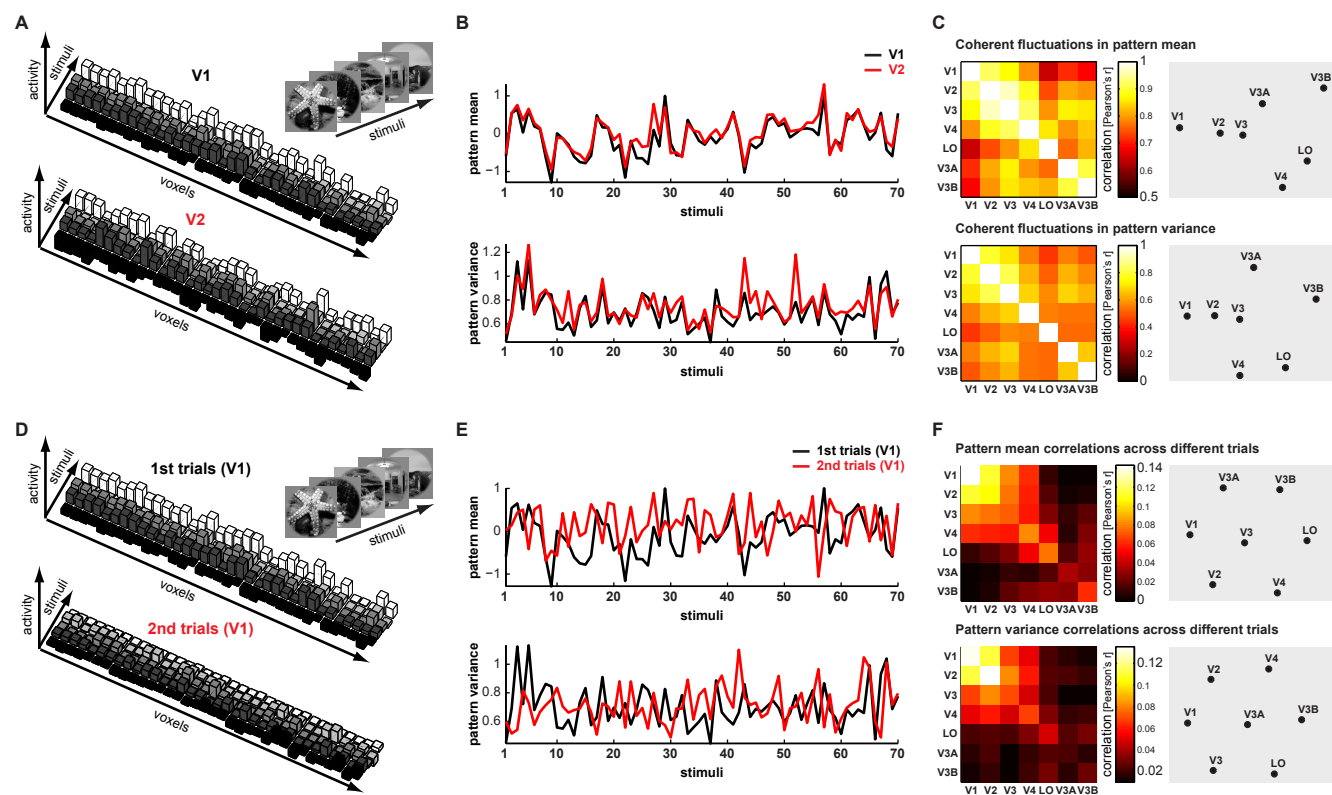 A
activity
stimuli
V1
stimuli
voxels
activity
stimuli
V2
voxels
B
V1
V2
pattern mean
1
0
−1
1 10 20 30 40 50 60 70
stimuli
pattern variance
1.2
1
0.8
0.6
1 10 20 30 40 50 60 70
stimuli
C
Coherent fluctuations in pattern mean
V1
V2
V3
V4
LO
V3A
V3B
V1 V2 V3 V4 LO V3A V3B
correlation [Pearson's r]
1
0.9
0.8
0.7
0.6
0.5
V3B
V3A
V1
V2
V3
LO
V4
Coherent fluctuations in pattern variance
V1
V2
V3
V4
LO
V3A
V3B
V1 V2 V3 V4 LO V3A V3B
correlation [Pearson's r]
1
0.8
0.6
0.4
0.2
0
V3A
V3B
V1
V2
V3
LO
V4
D
activity
stimuli
1st trials (V1)
stimuli
voxels
activity
stimuli
2nd trials (V1)
voxels
E
1st trials (V1)
2nd trials (V1)
pattern mean
1
0
−1
1 10 20 30 40 50 60 70
stimuli
pattern variance
1
0.8
0.6
1 10 20 30 40 50 60 70
stimuli
F
Pattern mean correlations across different trials
V1
V2
V3
V4
LO
V3A
V3B
V1 V2 V3 V4 LO V3A V3B
correlation [Pearson's r]
0.14
0.12
0.1
0.08
0.06
0.04
0.02
0
V3A
V3B
V1
V3
LO
V2
V4
Pattern variance correlations across different trials
V1
V2
V3
V4
LO
V3A
V3B
V1 V2 V3 V4 LO V3A V3B
correlation [Pearson's r]
0.12
0.1
0.08
0.06
0.04
0.02
V4
V2
V1
V3A
V3B
V3
LO